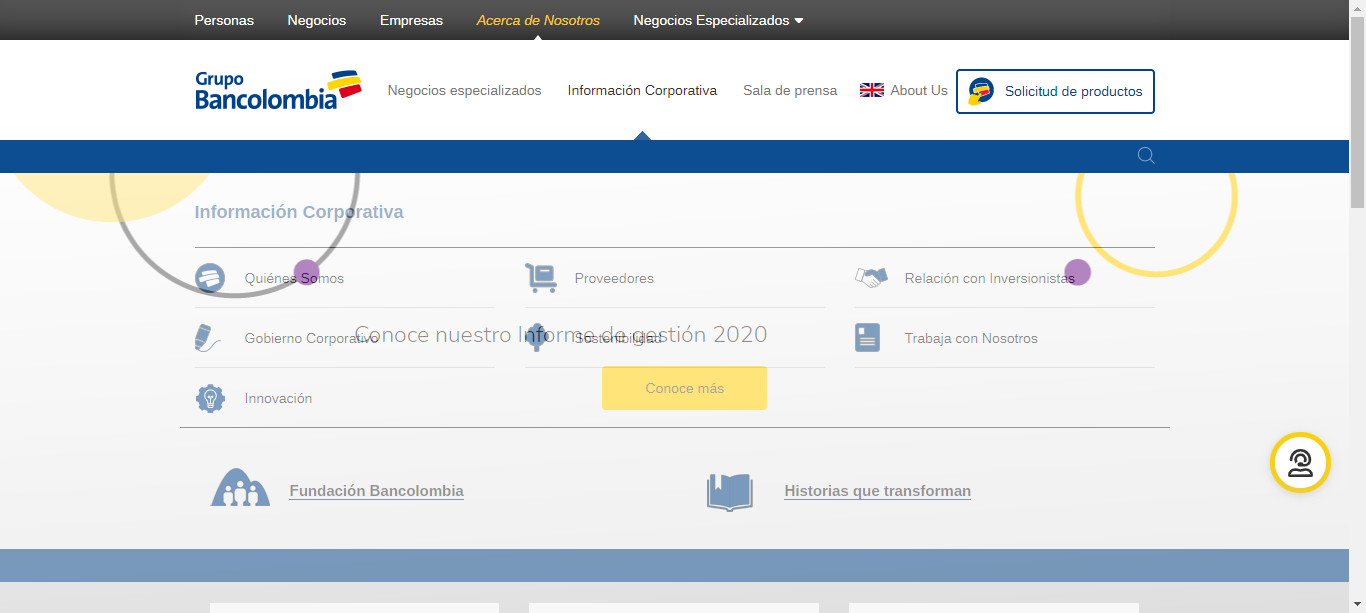 Personas Negocios Empresas Acerca de Nosotros Negocios Especializados
Grupo
Bancolombia
Negocios especializados Información Corporativa Sala de prensa About Us Solicitud de productos
Información Corporativa
Quiénes Somos Proveedores Relación con Inversionistas
Conoce nuestro Informe de gestión 2020
Gobierno Corporativo Sostenibilidad Trabaja con Nosotros
Conoce más
Innovación
Fundación Bancolombia Historias que transforman